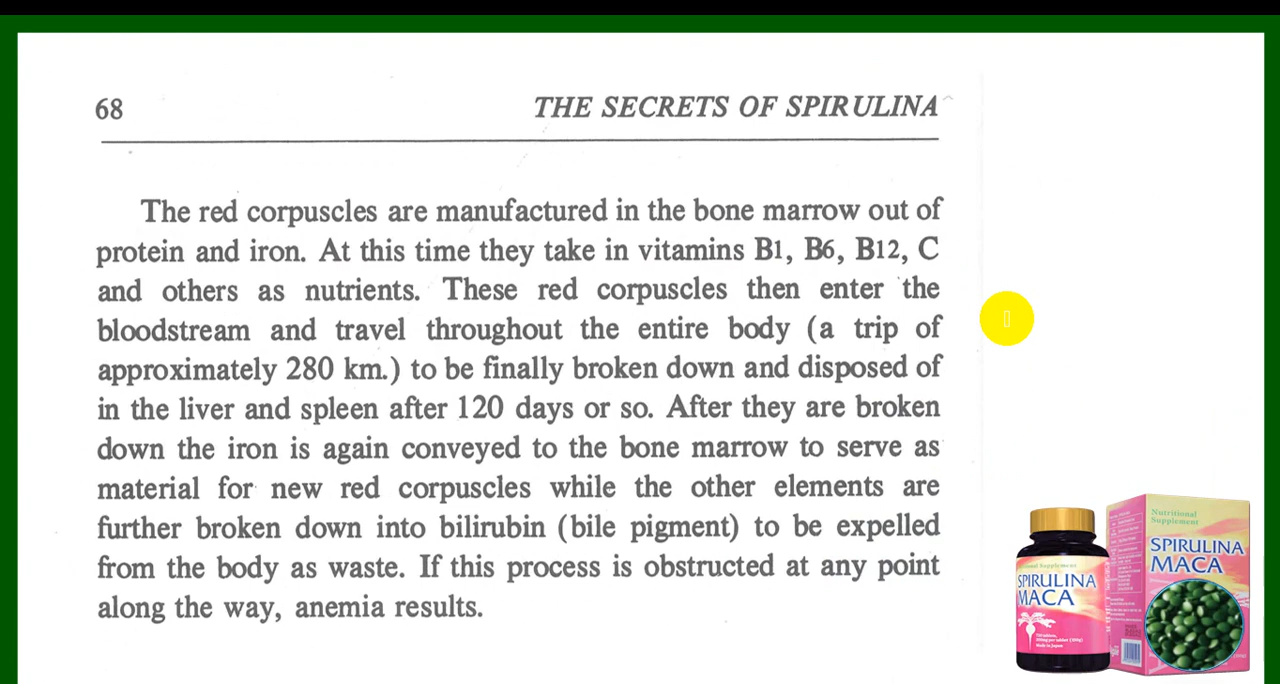 68 THE SECRETS OF SPIRULINA
The red corpuscles are manufactured in the bone marrow out of
protein and iron. At this time they take in vitamins B1, B6, B12, C
and others as nutrients. These red corpuscles then enter the
bloodstream and travel throughout the entire body (a trip of
approximately 280 km.) to be finally broken down and disposed of
in the liver and spleen after 120 days or so. After they are broken
down the iron is again conveyed to the bone marrow to serve as
material for new red corpuscles while the other elements are
further broken down into bilirubin (bile pigment) to be expelled
from the body as waste. If this process is obstructed at any point
along the way, anemia results.
Nutritional
Supplement
SPIRULINA
MACA
Supplement
SPIRULINA
MACA
Made in Japan